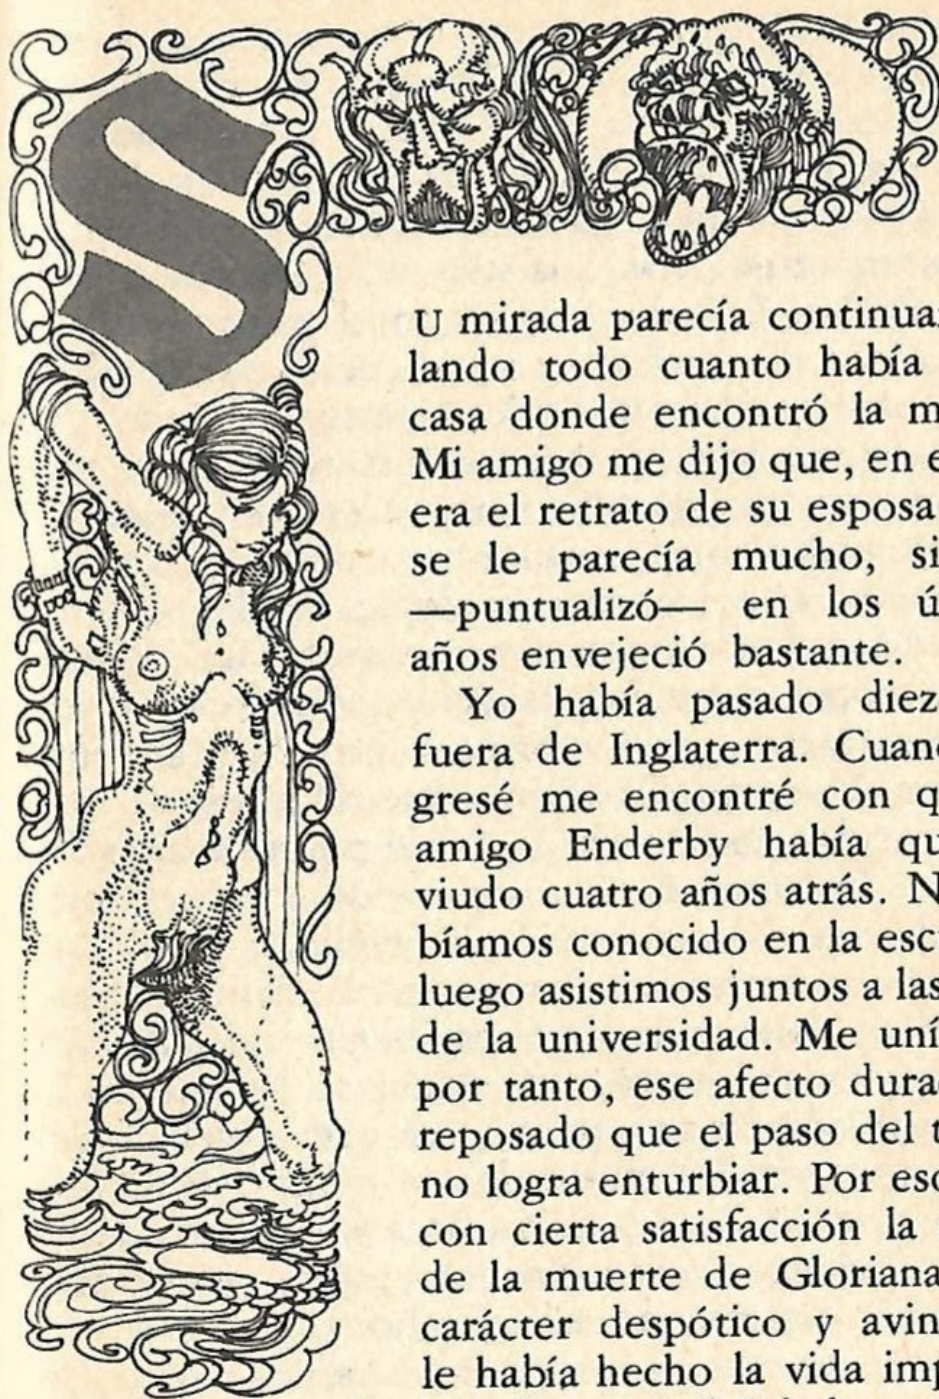 SU mirada parecía continua
lando todo cuanto había
casa donde encontró la m
Mi amigo me dijo que, en e
era el retrato de su esposa
se le parecía mucho, si
—puntualizó— en los ú
años envejeció bastante.
Yo había pasado diez
fuera de Inglaterra. Cuan
gresé me encontré con q
amigo Enderby había qu
viudo cuatro años atrás. N
bíamos conocido en la esc
luego asistimos juntos a las
de la universidad. Me uní
por tanto, ese afecto dura
reposado que el paso del t
no logra enturbiar. Por eso
con cierta satisfacción la
de la muerte de Gloriana
carácter despótico y avin
le había hecho la vida imp